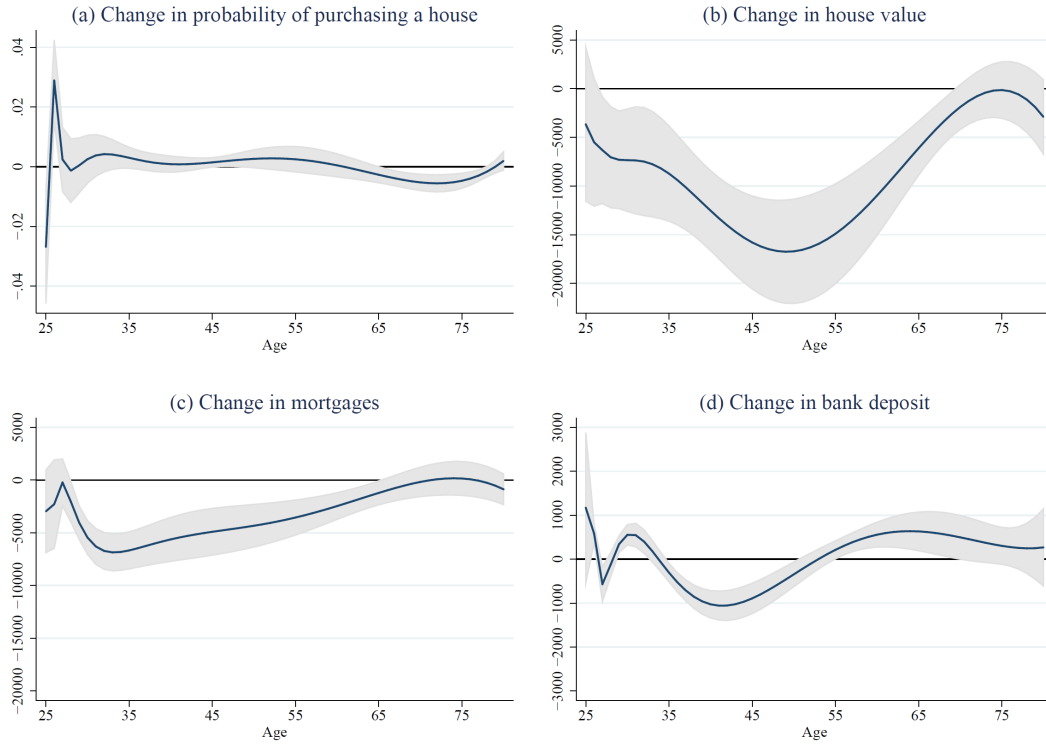 (a) Change in probability of purchasing a house
.04
.02
0
−.02
−.04
25 35 45 55 65 75
Age
(b) Change in house value
5000
0
−5000
−10000
−15000
−20000
25 35 45 55 65 75
Age
(c) Change in mortgages
5000
0
−5000
−10000
−15000
−20000
25 35 45 55 65 75
Age
(d) Change in bank deposit
3000
2000
1000
0
−1000
−2000
−3000
25 35 45 55 65 75
Age